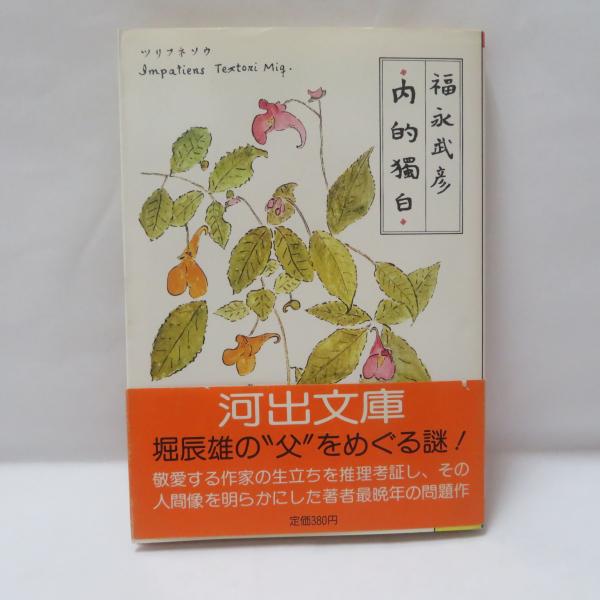 ツリフネソウ
Impatiens Textori Miq.
福永武彦
内的獨白
河出文庫
堀辰雄の〝父〟をめぐる謎!
敬愛する作家の生立ちを推理考証し、その
人間像を明らかにした著者最晩年の問題作
定価380円